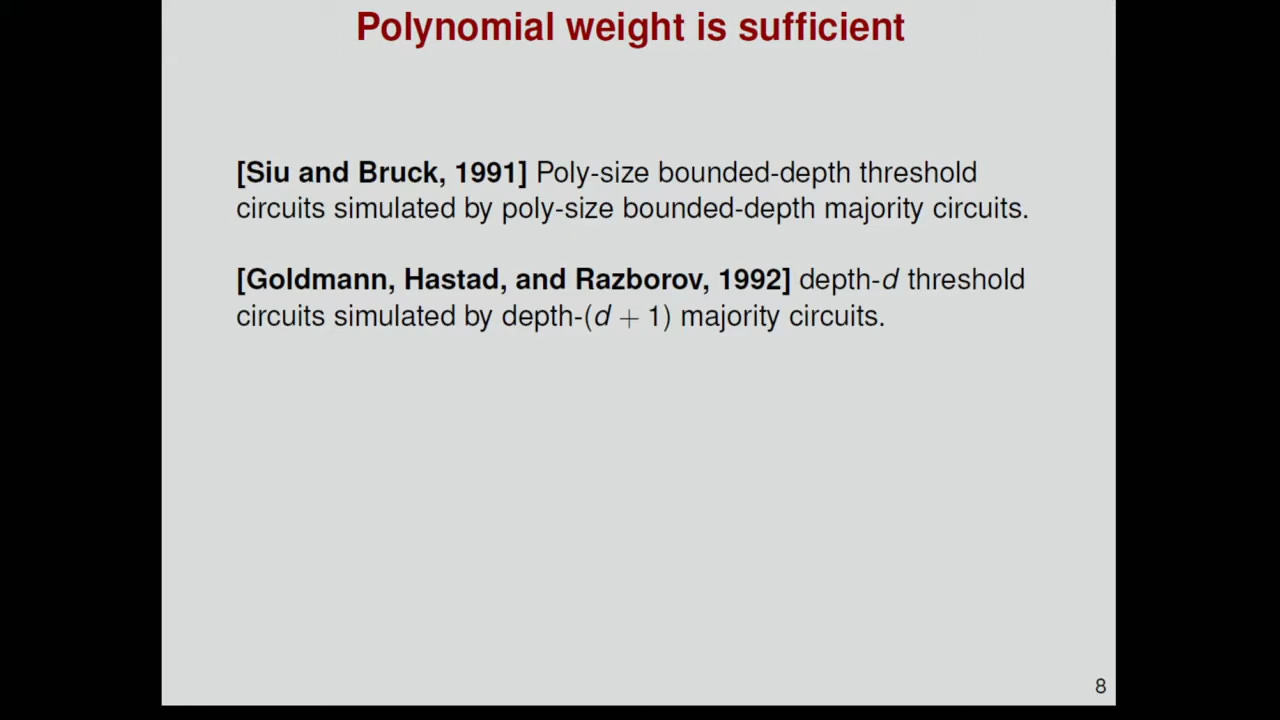 Polynomial weight is sufficient
[Siu and Bruck, 1991] Poly-size bounded-depth threshold
circuits simulated by poly-size bounded-depth majority circuits.
[Goldmann, Hastad, and Razborov, 1992] depth-d threshold
circuits simulated by depth-(d + 1) majority circuits.
8